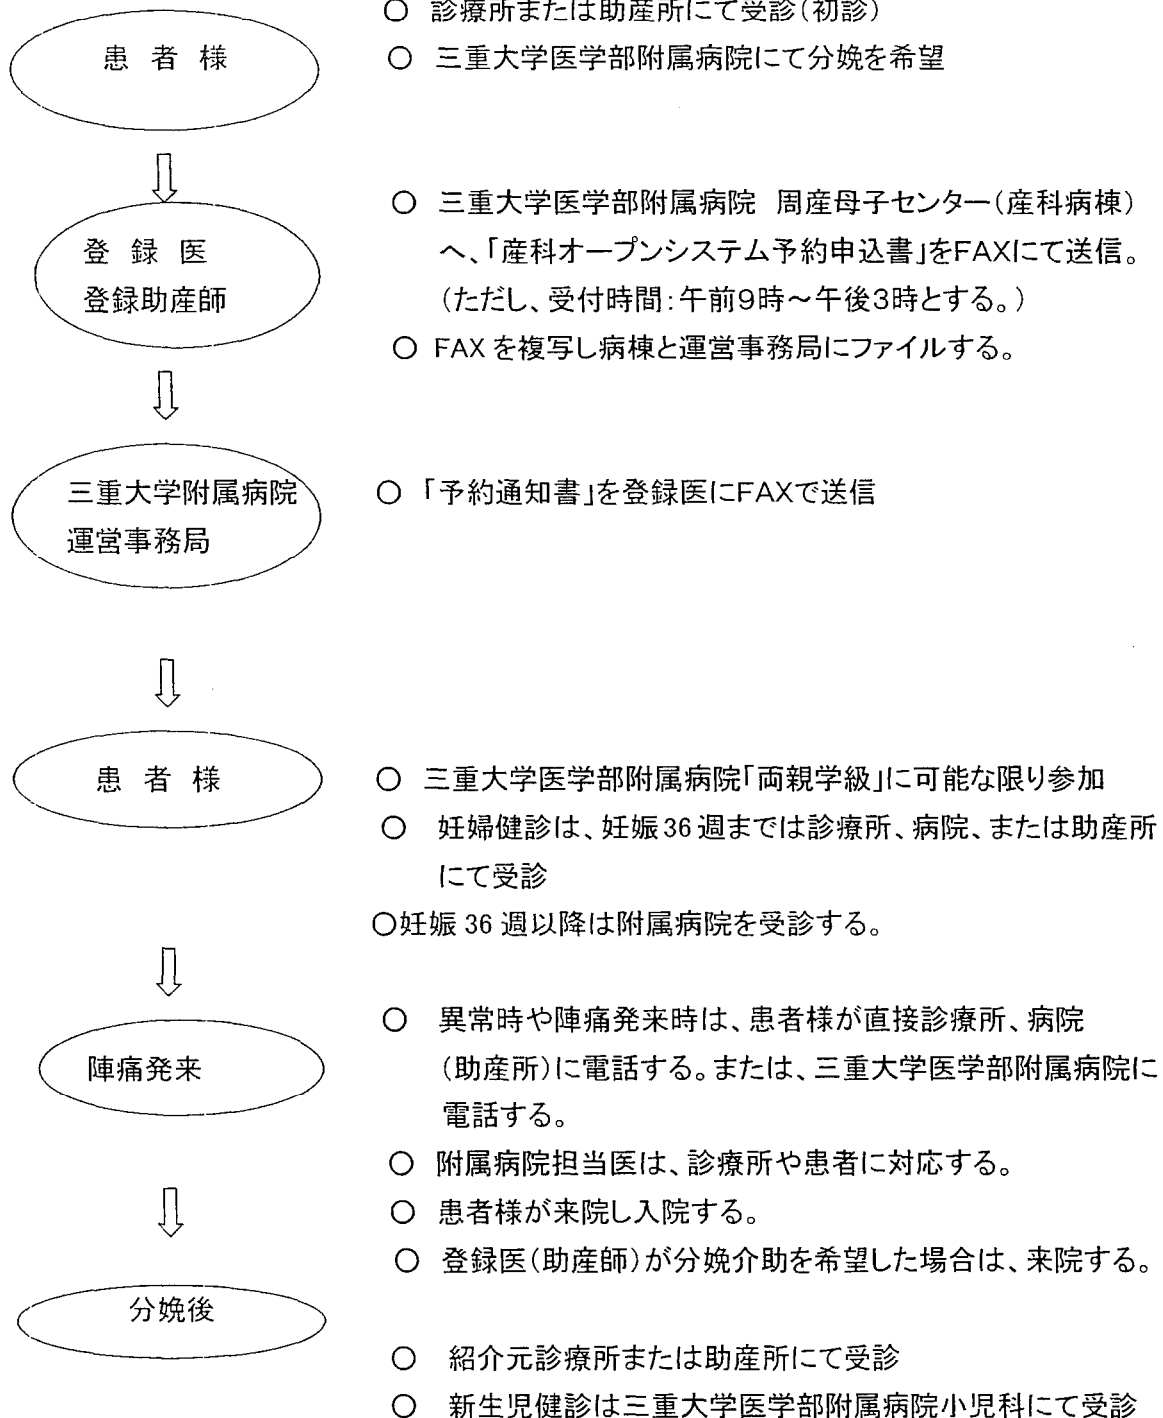 ○ 診療所または助産所にて受診(初診)
患 者 様
○ 三重大学医学部附属病院にて分娩を希望
○ 三重大学医学部附属病院 周産母子センター(産科病棟)
へ、「産科オープンシステム予約申込書」をFAXにて送信。
(ただし、受付時間:午前9時～午後3時とする。)
○ FAXを複写し病棟と運営事務局にファイルする。
登 録 医
登録助産師
三重大学附属病院
運営事務局
○ 「予約通知書」を登録医にFAXで送信
患 者 様
○ 三重大学医学部附属病院「両親学級」に可能な限り参加
○ 妊婦健診は、妊娠36週までは診療所、病院、または助産所
にて受診
○妊娠36週以降は附属病院を受診する。
陣痛発来
○ 異常時や陣痛発来時は、患者様が直接診療所、病院
(助産所)に電話する。または、三重大学医学部附属病院に
電話する。
○ 附属病院担当医は、診療所や患者に対応する。
○ 患者様が来院し入院する。
○ 登録医(助産師)が分娩介助を希望した場合は、来院する。
分娩後
○ 紹介元診療所または助産所にて受診
○ 新生児健診は三重大学医学部附属病院小児科にて受診